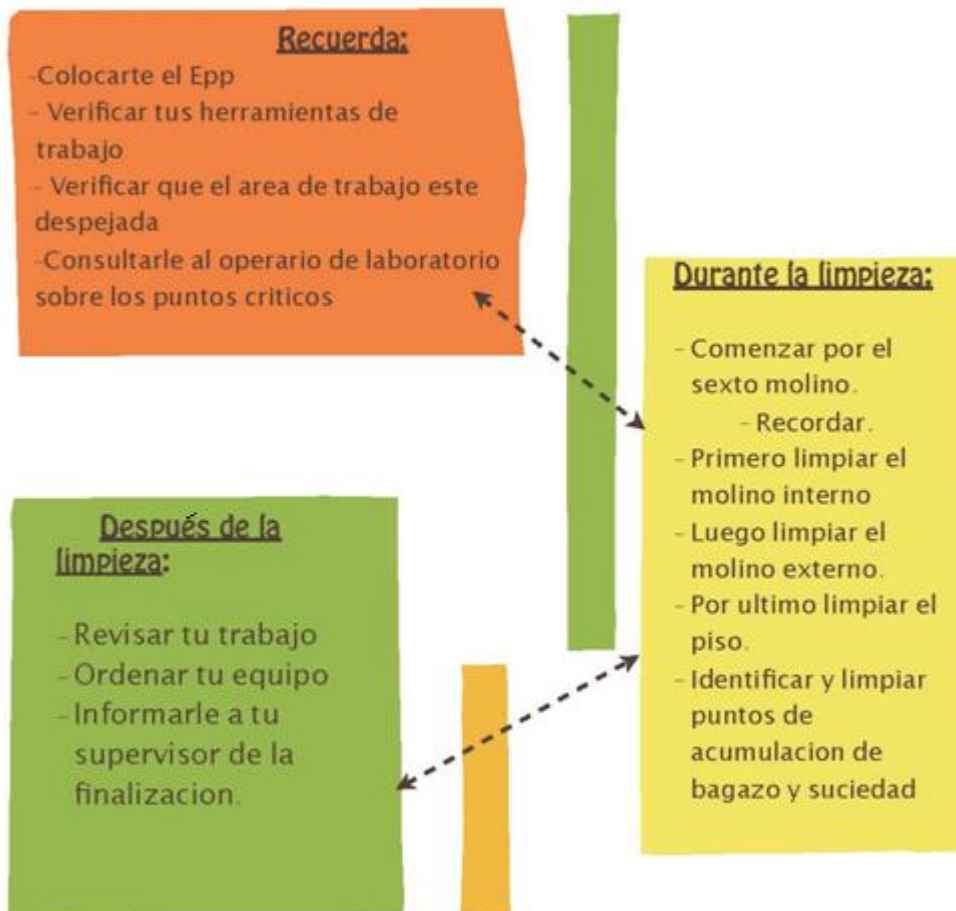 Recuerda:
-Colocarte el Epp
- Verificar tus herramientas de
trabajo
- Verificar que el area de trabajo este
despejada
-Consultarle al operario de laboratorio
sobre los puntos criticos
Durante la limpieza:
- Comenzar por el
sexto molino.
- Recordar.
- Primero limpiar el
molino interno
- Luego limpiar el
molino externo.
- Por ultimo limpiar el
piso.
- Identificar y limpiar
puntos de
acumulacion de
bagazo y suciedad
Después de la
limpieza:
- Revisar tu trabajo
- Ordenar tu equipo
- Informarle a tu
supervisor de la
finalizacion.